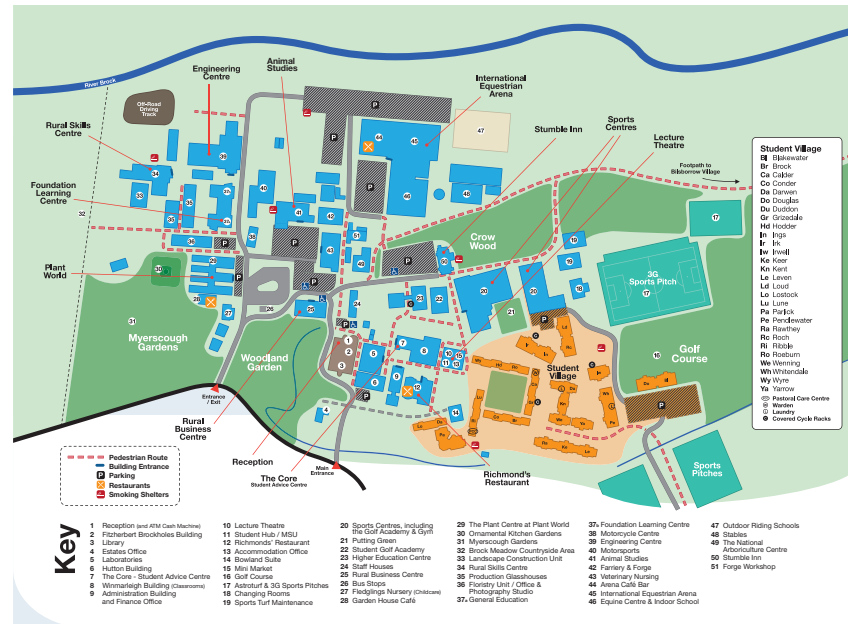 River Brock
Off-Road
Driving
Track
Engineering
Centre
Animal
Studies
International
Equestrian
Arena
Stumble Inn
Sports
Centres
Lecture
Theatre
Footpath to
Bilsborrow Village
Rural Skills
Centre
Foundation
Learning
Centre
Plant
World
Myerscough
Gardens
Woodland
Garden
Crow
Wood
3G
Sports Pitch
Golf
Course
Student
Village
Sports
Pitches
Entrance
/ Exit
Rural
Business
Centre
Reception
The Core
Student Advice Centre
Main
Entrance
Richmond's
Restaurant
Student Village
Bl Blakewater
Br Brock
Ca Calder
Co Conder
Da Darwen
Do Douglas
Du Duddon
Gr Grizedale
Hd Hodder
In Ings
Ir Irk
Iw Irwell
Ke Keer
Kn Kent
Le Leven
Ld Loud
Lo Lostock
Lu Lune
Pa Parlick
Pe Pendlewater
Ra Rawthey
Rc Roch
Ri Ribble
Ro Roeburn
We Wenning
Wh Whitendale
Wy Wyre
Ya Yarrow
Pastoral Care Centre
Warden
Laundry
Covered Cycle Racks
Pedestrian Route
Building Entrance
P Parking
Restaurants
Smoking Shelters
Key
1 Reception (and ATM Cash Machine)
2 Fitzherbert Brockholes Building
3 Library
4 Estates Office
5 Laboratories
6 Hutton Building
7 The Core - Student Advice Centre
8 Winmarleigh Building (Classrooms)
9 Administration Building
and Finance Office
10 Lecture Theatre
11 Student Hub / MSU
12 Richmonds' Restaurant
13 Accommodation Office
14 Bowland Suite
15 Mini Market
16 Golf Course
17 Astroturf & 3G Sports Pitches
18 Changing Rooms
19 Sports Turf Maintenance
20 Sports Centres, including
the Golf Academy & Gym
21 Putting Green
22 Student Golf Academy
23 Higher Education Centre
24 Staff Houses
25 Rural Business Centre
26 Bus Stops
27 Fledglings Nursery (Childcare)
28 Garden House Café
29 The Plant Centre at Plant World
30 Ornamental Kitchen Gardens
31 Myerscough Gardens
32 Brock Meadow Countryside Area
33 Landscape Construction Unit
34 Rural Skills Centre
35 Production Glasshouses
36 Floristry Unit / Office &
Photography Studio
37a General Education
37b Foundation Learning Centre
38 Motorcycle Centre
39 Engineering Centre
40 Motorsports
41 Animal Studies
42 Farriery & Forge
43 Veterinary Nursing
44 Arena Café Bar
45 International Equestrian Arena
46 Equine Centre & Indoor School
47 Outdoor Riding Schools
48 Stables
49 The National
Arboriculture Centre
50 Stumble Inn
51 Forge Workshop